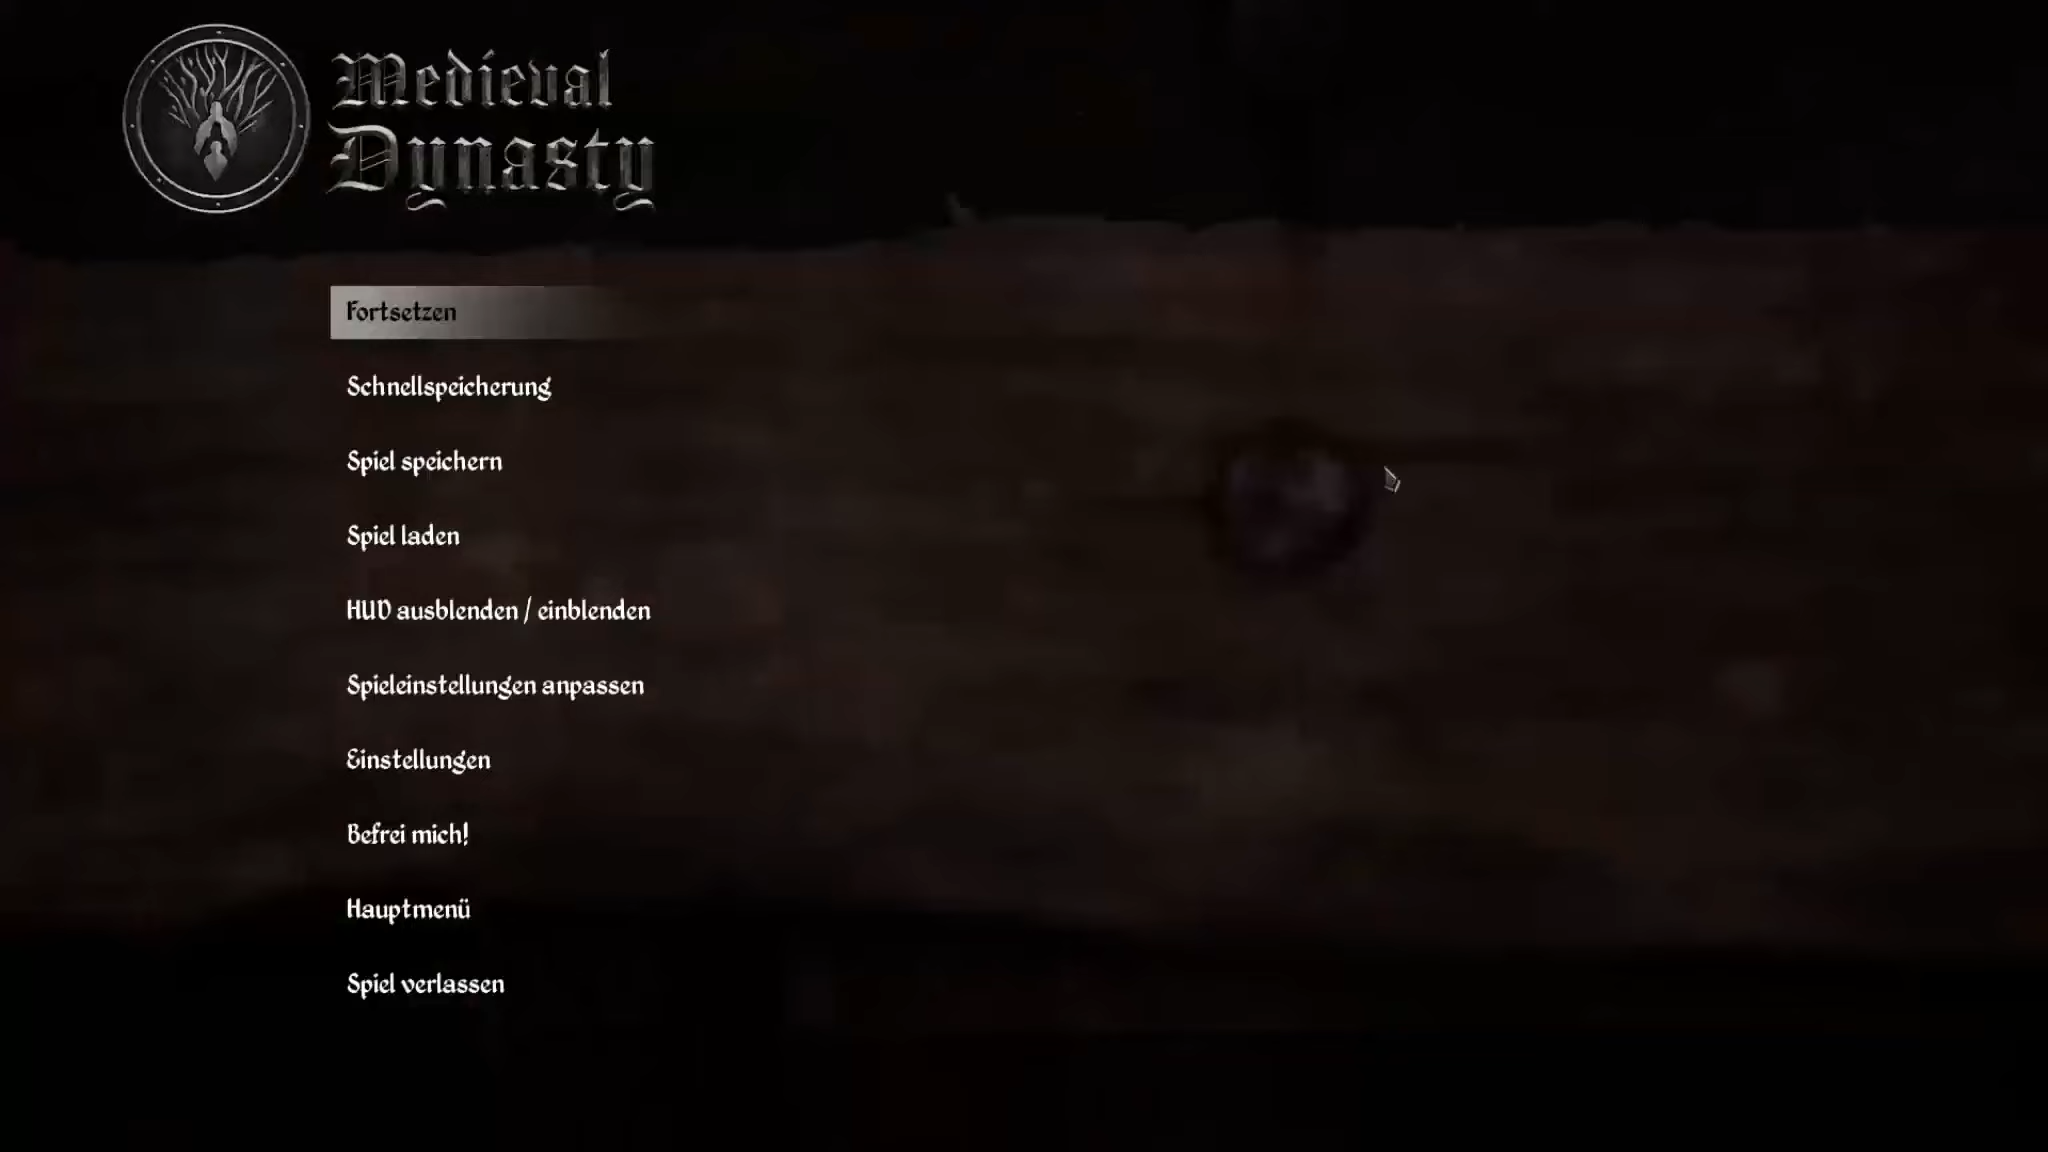 Medieval
Dynasty
Fortsetzen
Schnellspeicherung
Spiel speichern
Spiel laden
HUD ausblenden / einblenden
Spieleinstellungen anpassen
Einstellungen
Befrei mich!
Hauptmenü
Spiel verlassen